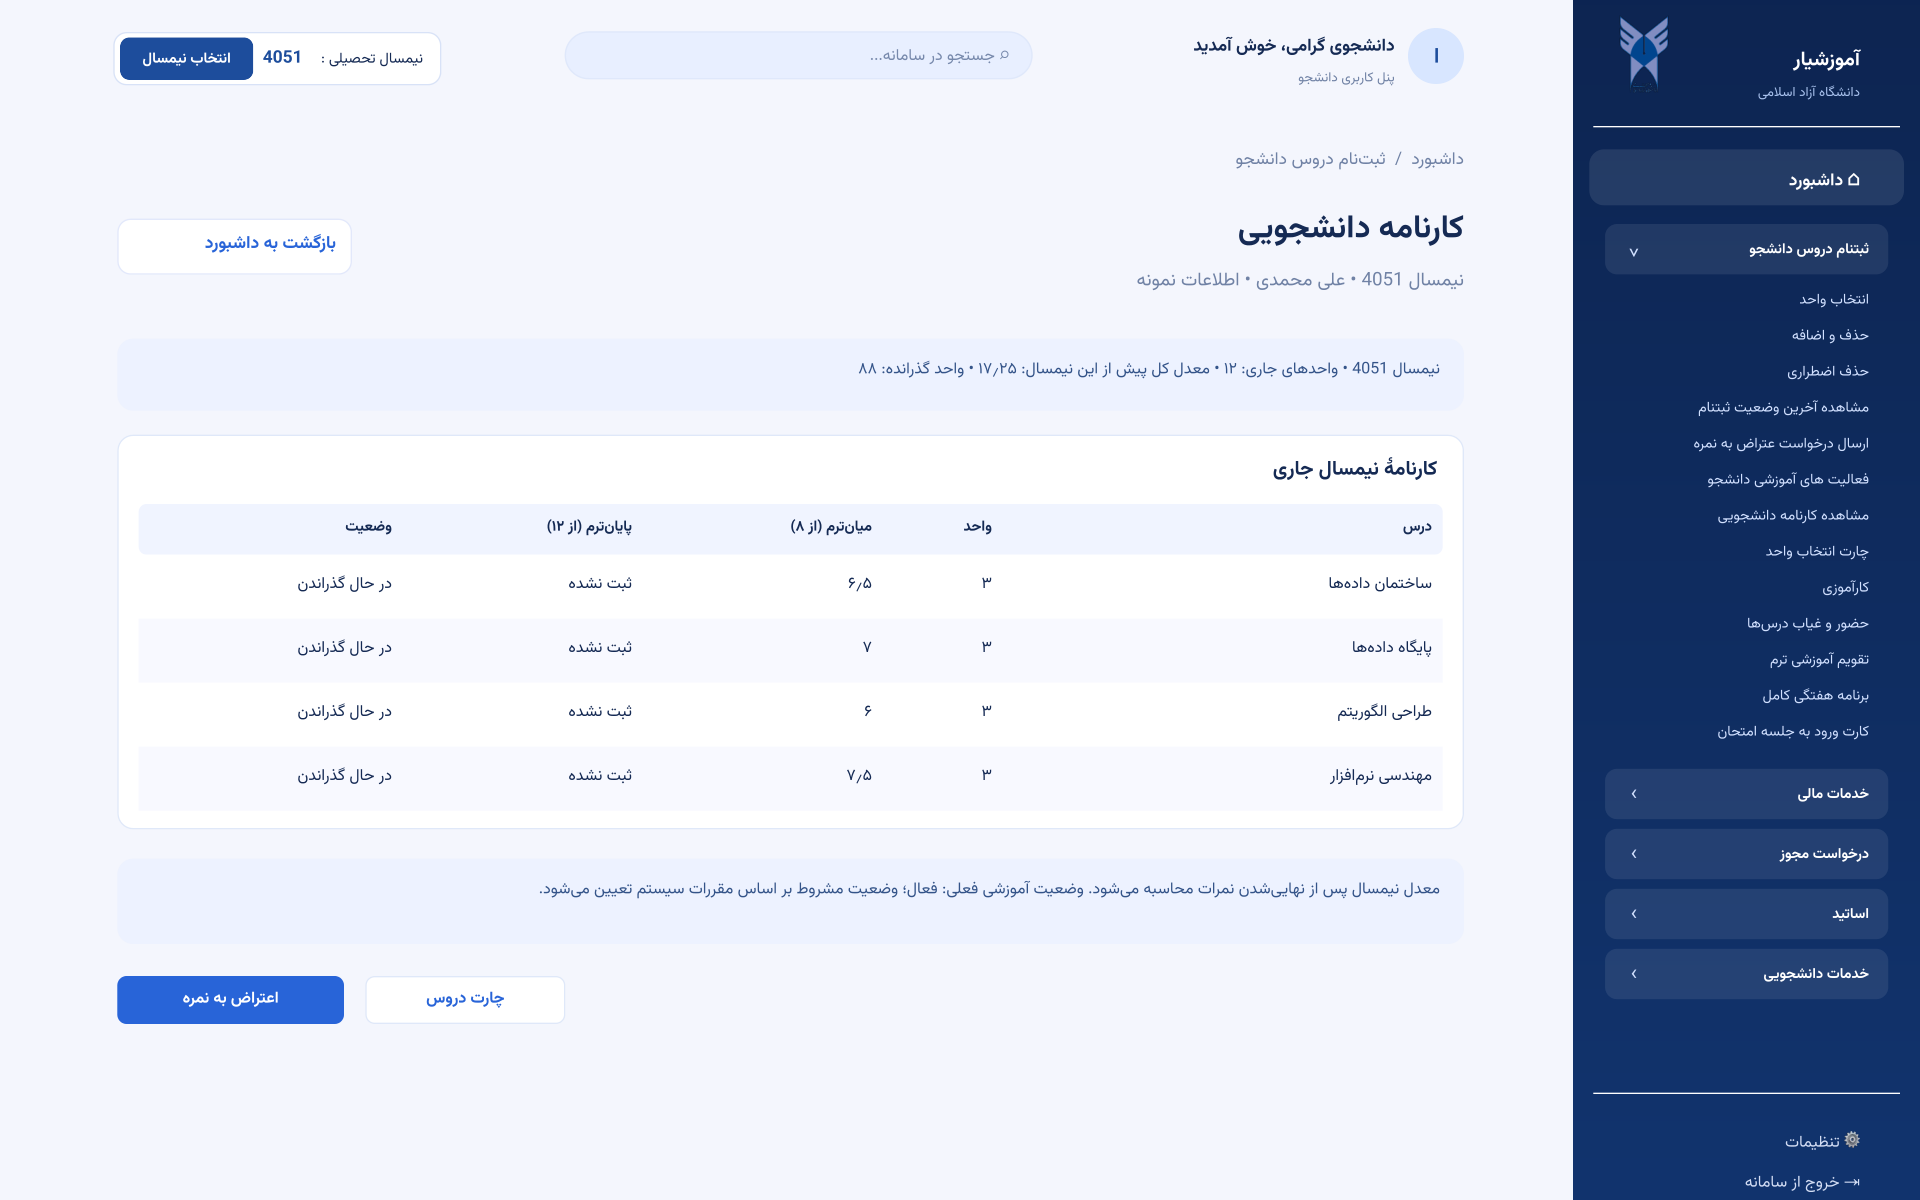 آموزشیار
دانشگاه آزاد اسلامی
⌂ داشبورد
ثبتنام دروس دانشجو
انتخاب واحد
حذف و اضافه
حذف اضطراری
مشاهده آخرین وضعیت ثبتنام
ارسال درخواست عتراض به نمره
فعالیت های آموزشی دانشجو
مشاهده کارنامه دانشجویی
چارت انتخاب واحد
کارآموزی
حضور و غیاب درس‌ها
تقویم آموزشی ترم
برنامه هفتگی کامل
کارت ورود به جلسه امتحان
خدمات مالی
درخواست مجوز
اساتید
خدمات دانشجویی
تنظیمات
خروج از سامانه
ا
دانشجوی گرامی، خوش آمدید
پنل کاربری دانشجو
جستجو در سامانه...
نیمسال تحصیلی : 4051 انتخاب نیمسال
داشبورد / ثبت‌نام دروس دانشجو
کارنامه دانشجویی
نیمسال 4051 • علی محمدی • اطلاعات نمونه
بازگشت به داشبورد
نیمسال 4051 • واحدهای جاری: ۱۲ • معدل کل پیش از این نیمسال: ۱۷٫۲۵ • واحد گذرانده: ۸۸
کارنامهٔ نیمسال جاری
درس واحد میان‌ترم (از ۸) پایان‌ترم (از ۱۲) وضعیت
ساختمان داده‌ها ۳ ۶٫۵ ثبت نشده در حال گذراندن
پایگاه داده‌ها ۳ ۷ ثبت نشده در حال گذراندن
طراحی الگوریتم ۳ ۶ ثبت نشده در حال گذراندن
مهندسی نرم‌افزار ۳ ۷٫۵ ثبت نشده در حال گذراندن
معدل نیمسال پس از نهایی‌شدن نمرات محاسبه می‌شود. وضعیت آموزشی فعلی: فعال؛ وضعیت مشروط بر اساس مقررات سیستم تعیین می‌شود.
چارت دروس
اعتراض به نمره